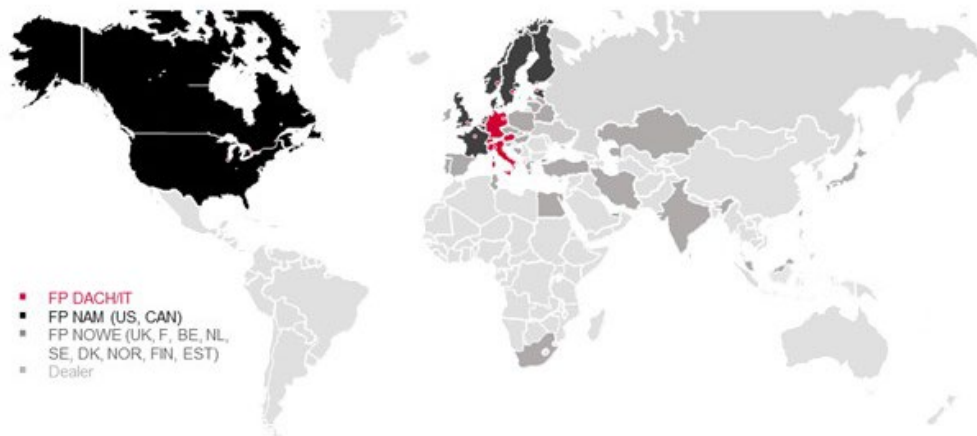 FP DACH/IT
FP NAM (US, CAN)
FP NOWE (UK, F, BE, NL,
SE, DK, NOR, FIN, EST)
Dealer